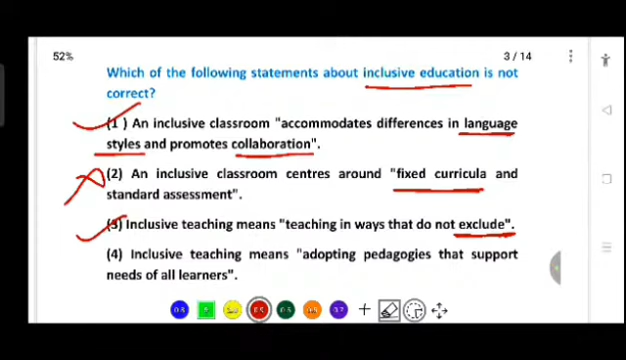 52%
3 / 14
Which of the following statements about inclusive education is not
correct?
(1 ) An inclusive classroom "accommodates differences in language
styles and promotes collaboration".
(2) An inclusive classroom centres around "fixed curricula and
standard assessment".
(3) Inclusive teaching means "teaching in ways that do not exclude".
(4) Inclusive teaching means "adopting pedagogies that support
needs of all learners".